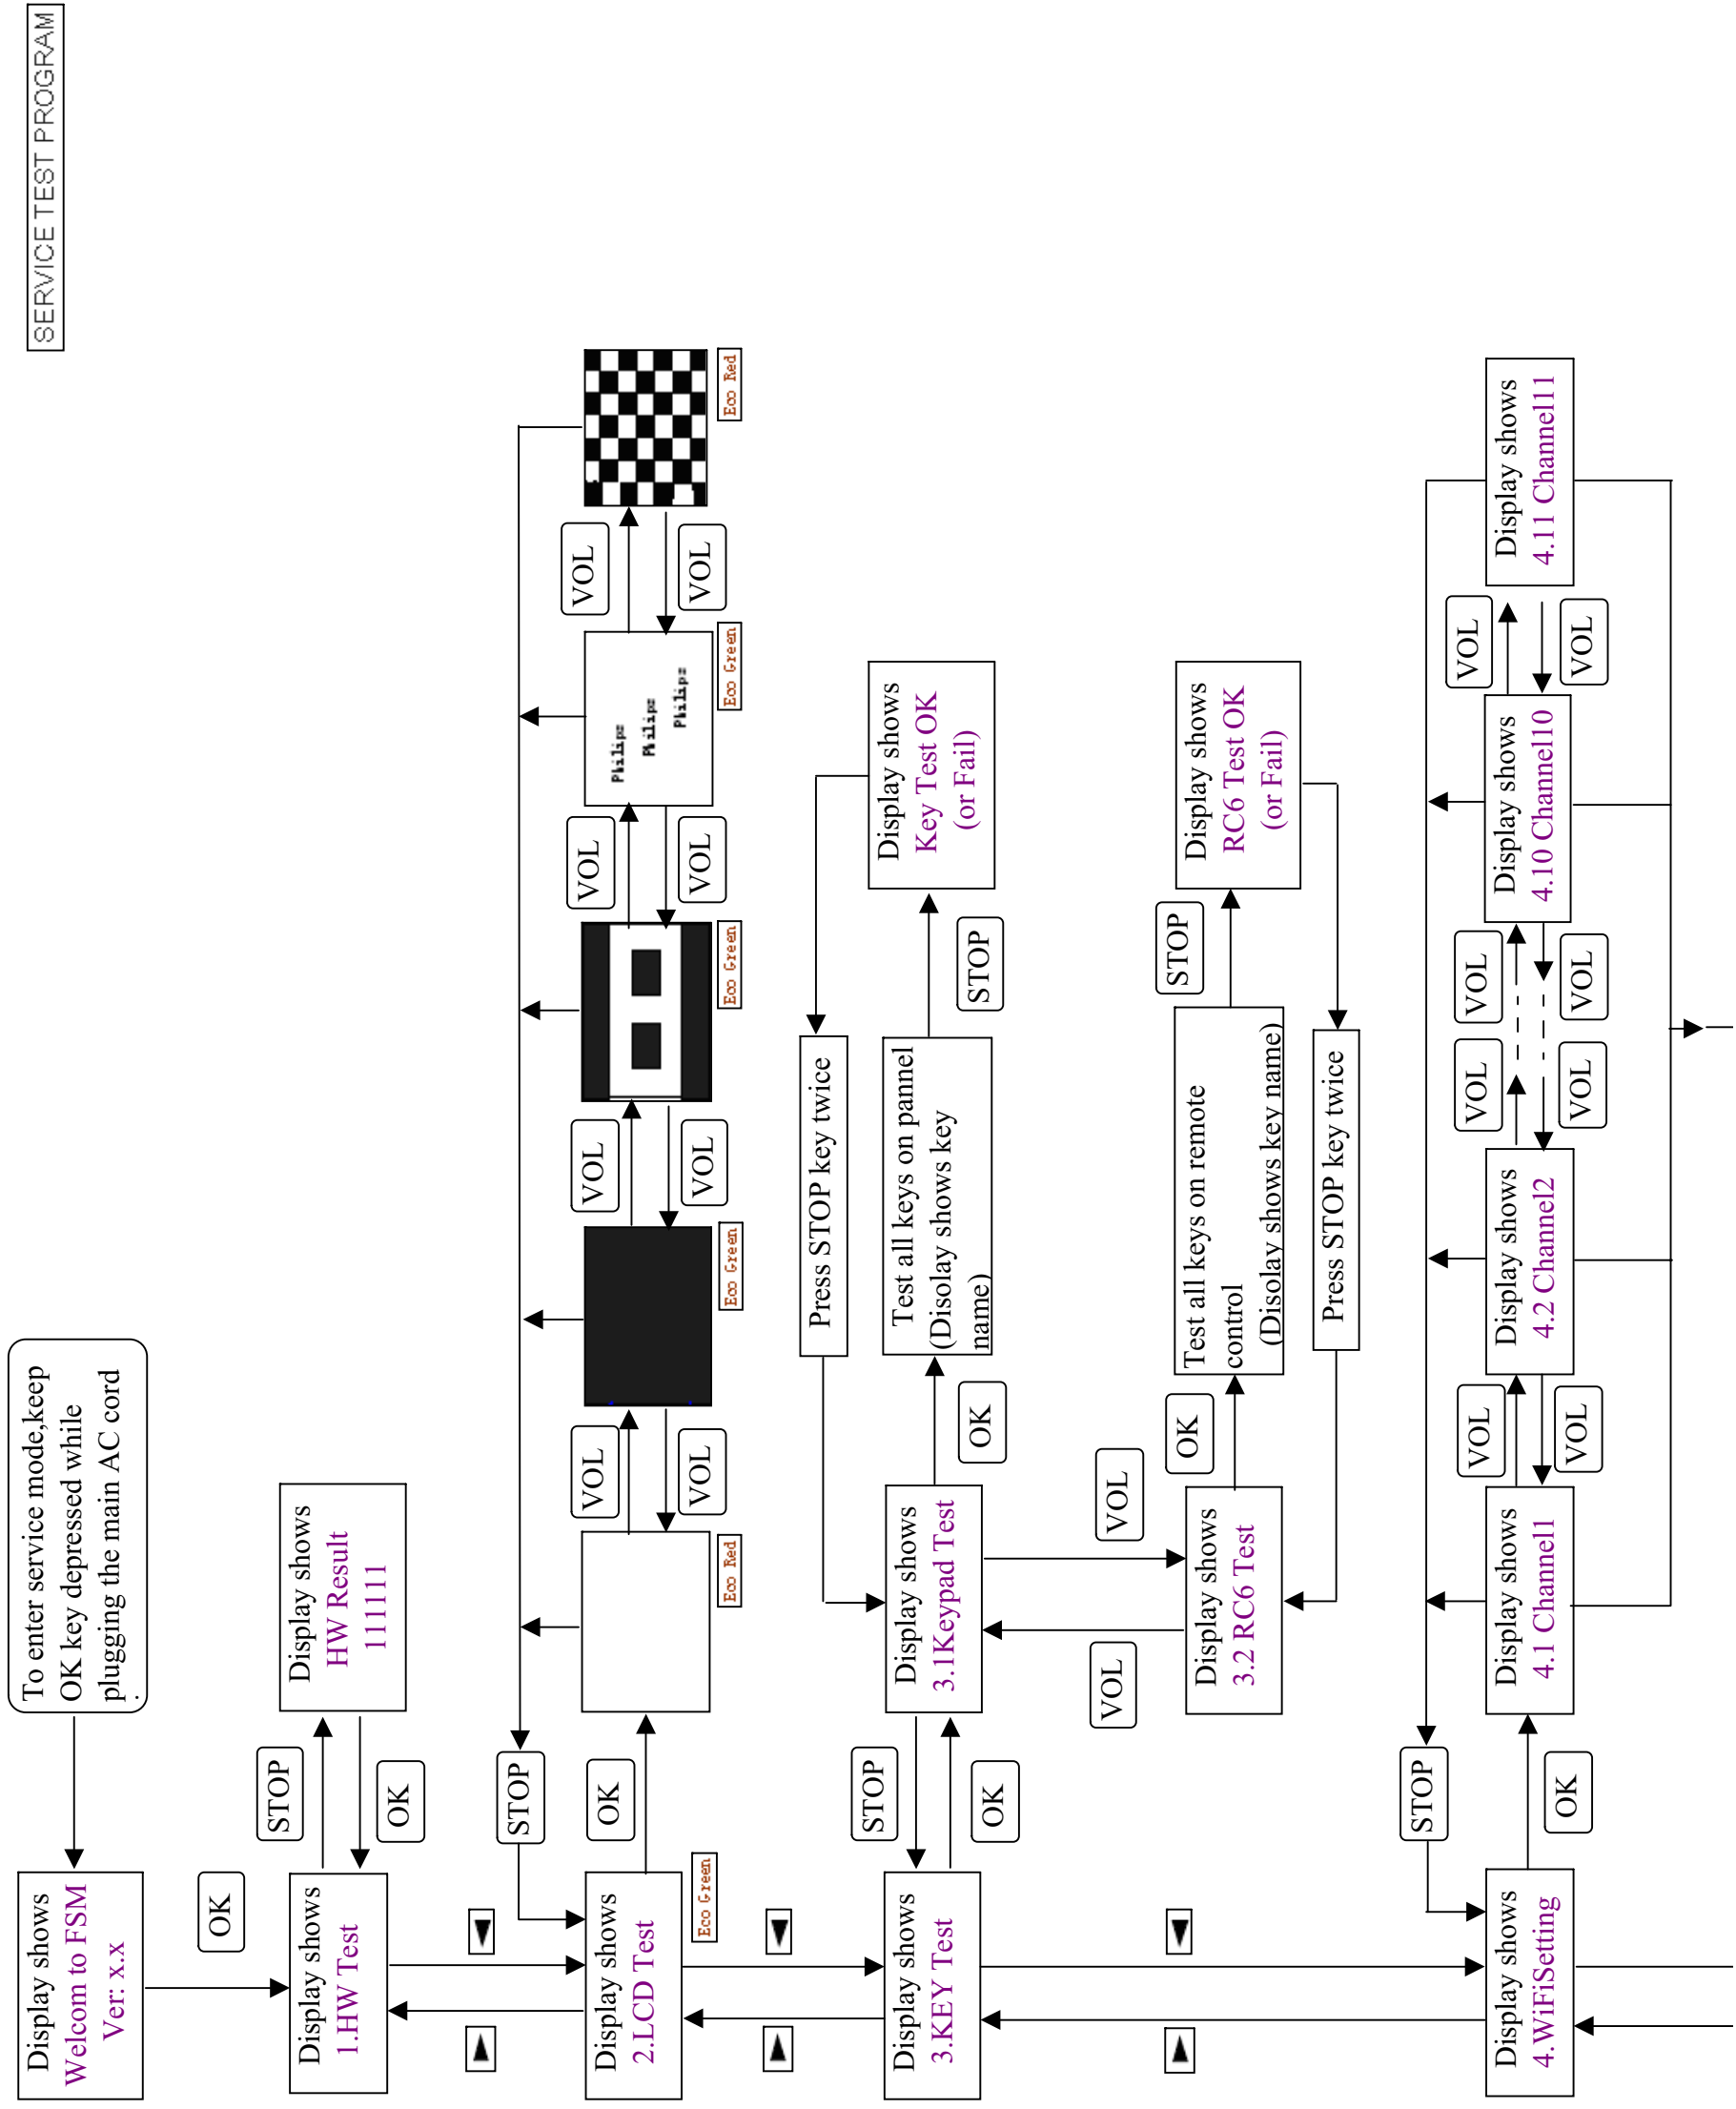 SERVICE TEST PROGRAM
To enter service mode,keep
OK key depressed while
plugging the main AC cord
.
Display shows
Welcom to FSM
Ver: x.x
OK
Display shows
1.HW Test
STOP
OK
Display shows
HW Result
111111
Display shows
2.LCD Test
Eco Green
STOP
OK
Eco Red
VOL
VOL
Eco Green
VOL
VOL
Eco Green
VOL
VOL
Philips
Philips
Philips
Eco Green
VOL
VOL
Eco Red
Display shows
3.KEY Test
STOP
OK
Display shows
3.1Keypad Test
Press STOP key twice
OK
Test all keys on pannel
(Disolay shows key
name)
STOP
Display shows
Key Test OK
(or Fail)
VOL
VOL
Display shows
3.2 RC6 Test
OK
Test all keys on remote
control
(Disolay shows key name)
STOP
Display shows
RC6 Test OK
(or Fail)
Press STOP key twice
Display shows
4.WiFiSetting
STOP
OK
Display shows
4.1 Channel1
VOL
VOL
Display shows
4.2 Channel2
VOL
VOL
VOL
VOL
Display shows
4.10 Channel10
VOL
VOL
Display shows
4.11 Channel11